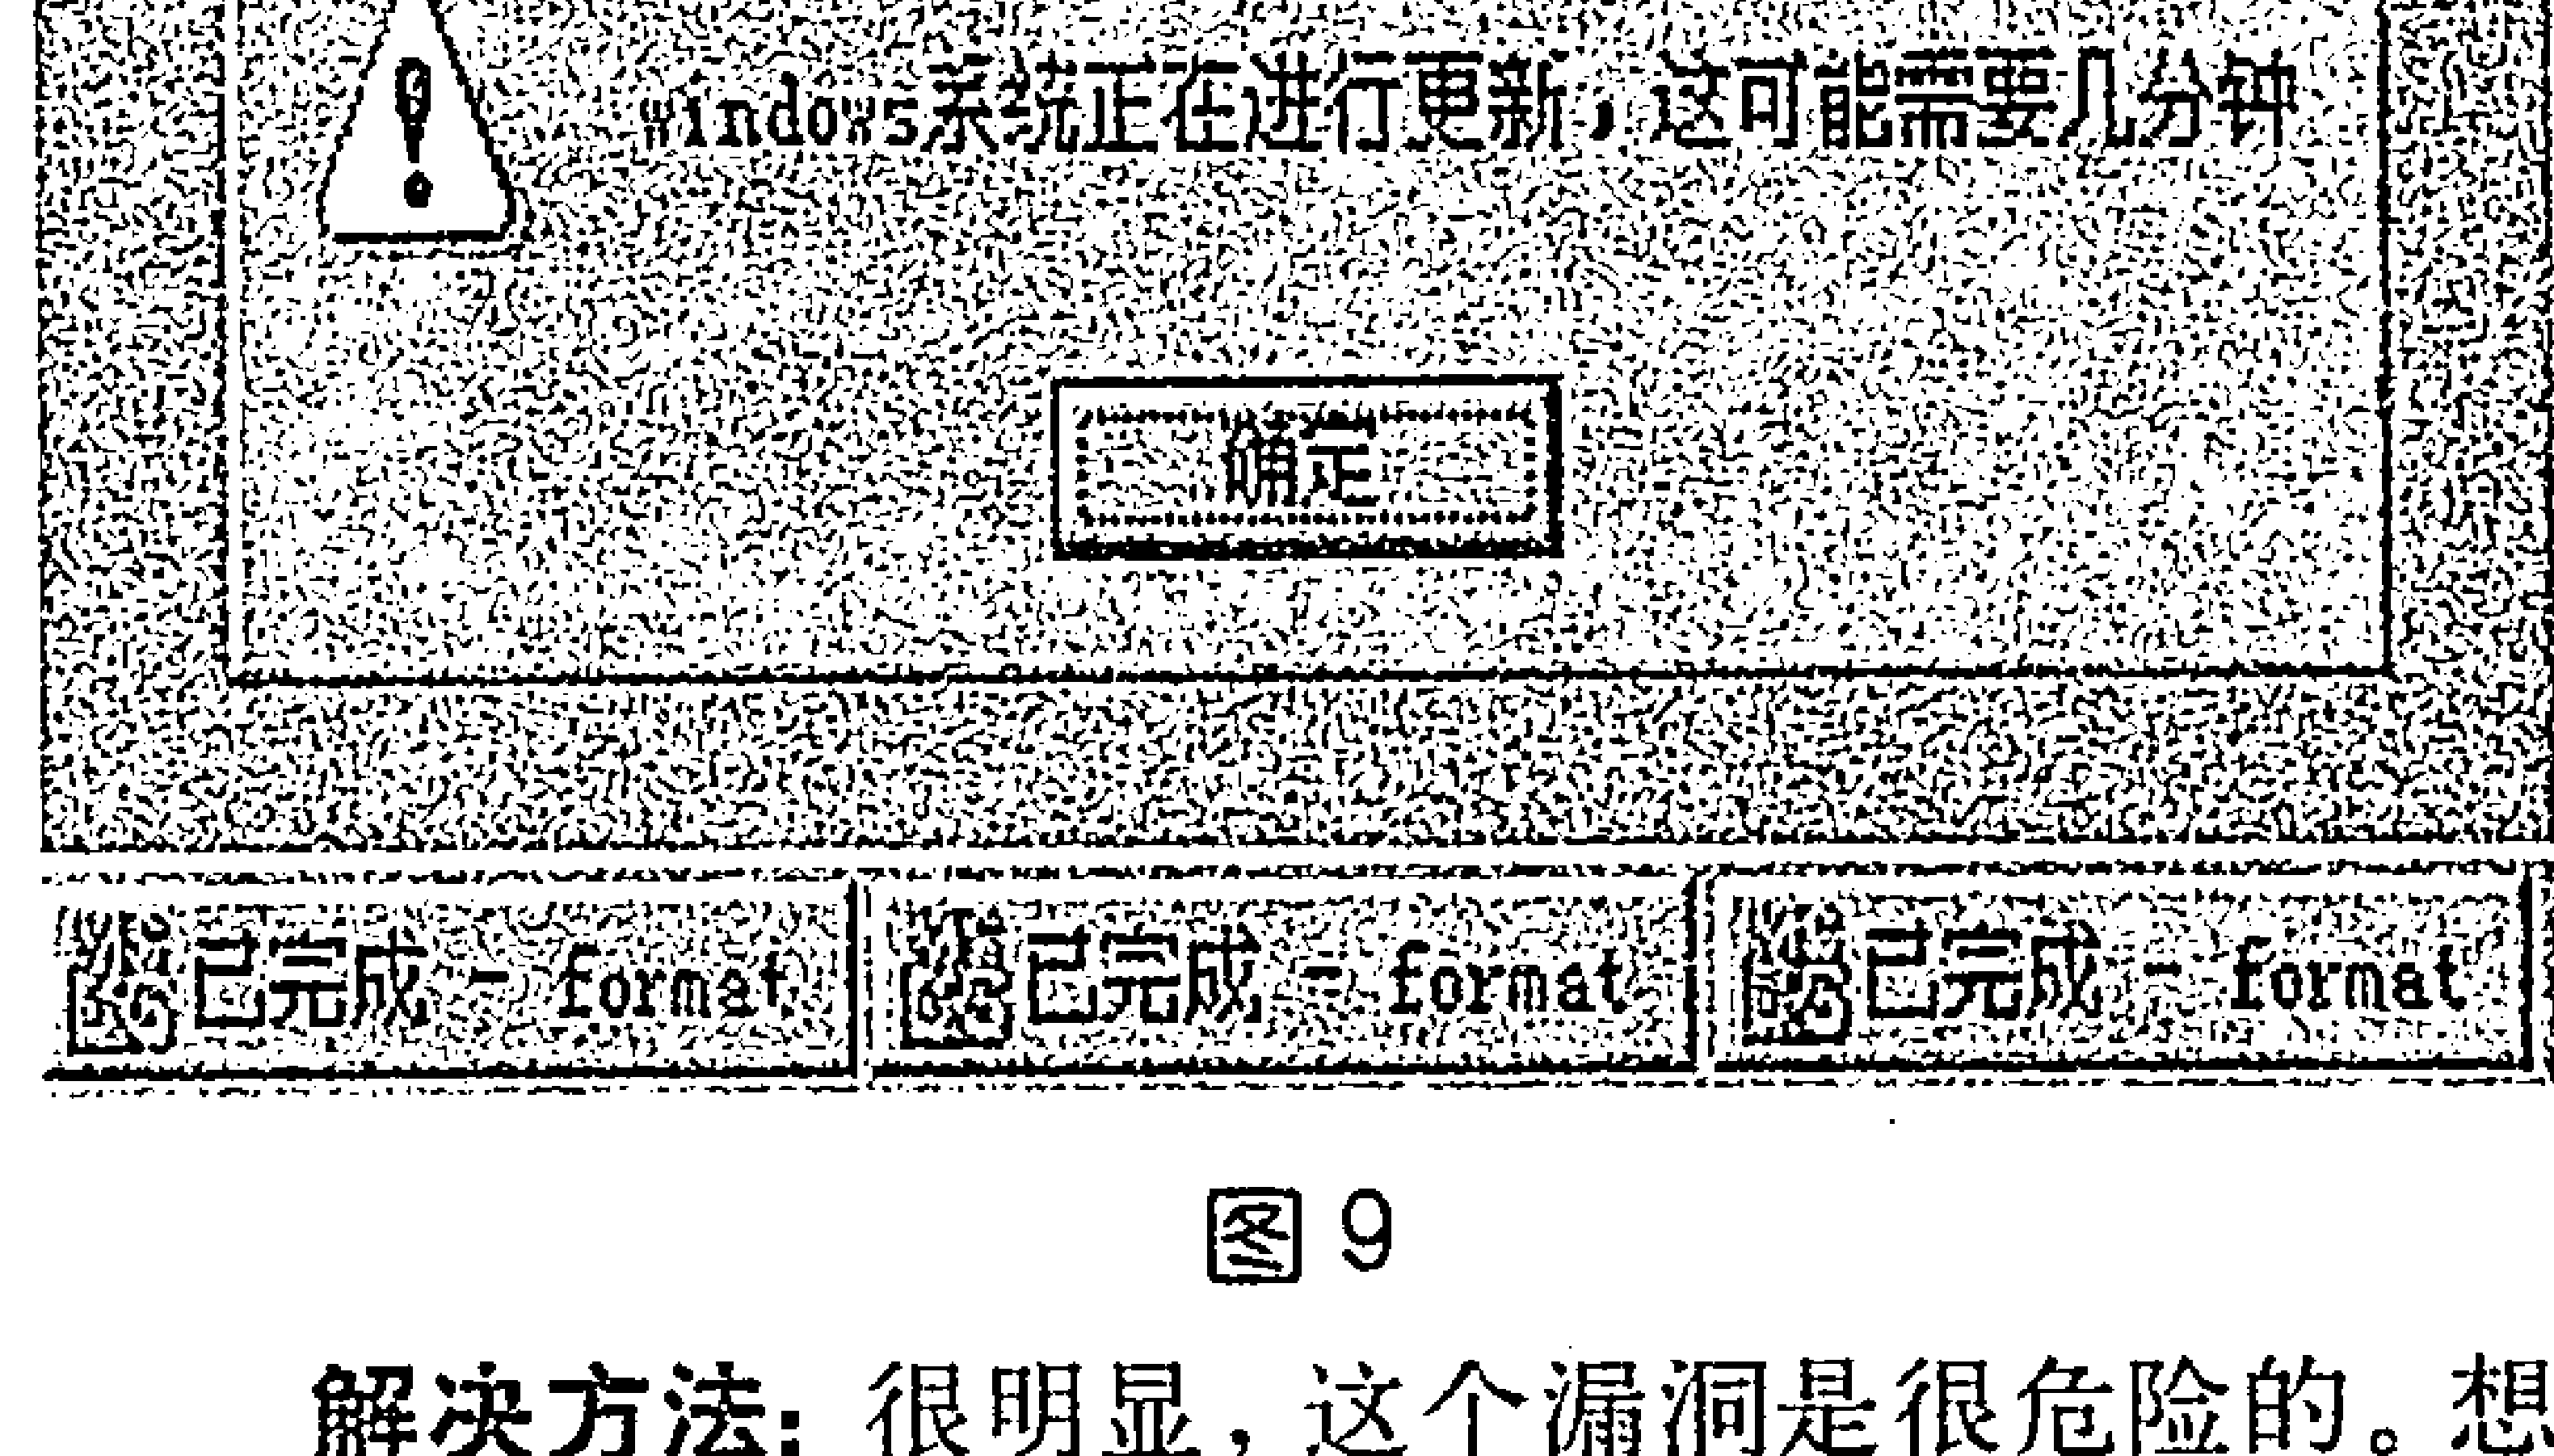 windows系统正在进行更新，这可能需要几分钟
确定
已完成 - format 已完成 - format 已完成 - format
图 9
解决方法：很明显，这个漏洞是很危险的。想